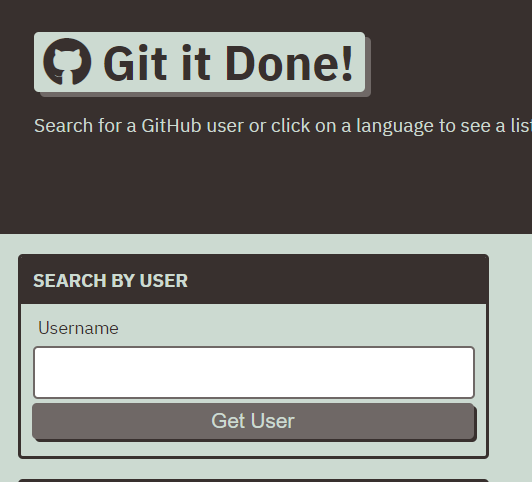 Git it Done!
Search for a GitHub user or click on a language to see a
SEARCH BY USER
Username
Get User